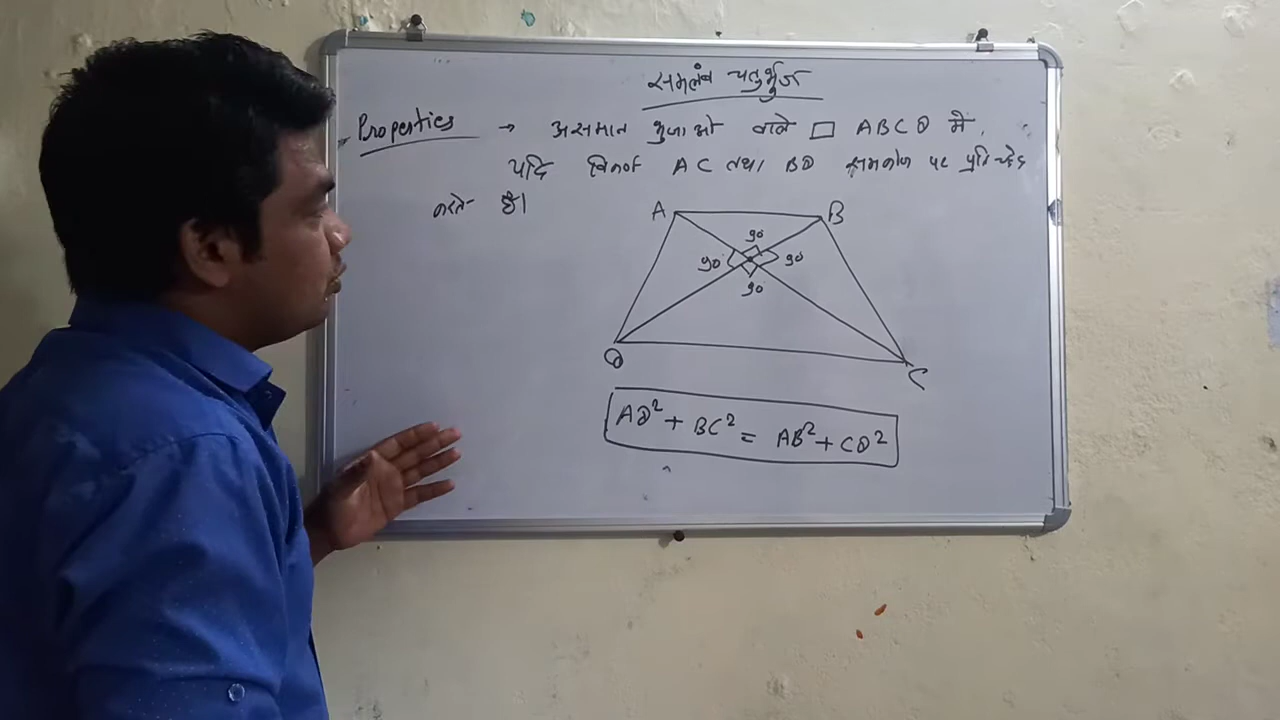 समलंब चतुर्भुज
Properties → असमान भुजाओ वाले □ ABCD में,
यदि विकर्ण AC तथा BD समकोण पर प्रतिच्छेद
करते है।
A B
90
90 90
90
D C
AD² + BC² = AB² + CD²